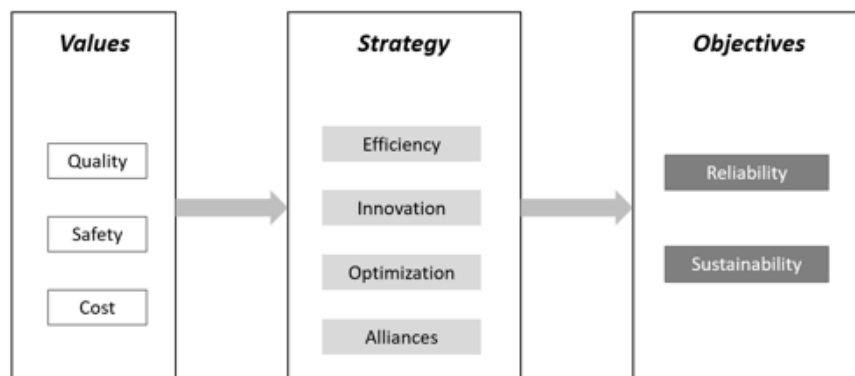 Values
Quality
Safety
Cost
Strategy
Efficiency
Innovation
Optimization
Alliances
Objectives
Reliability
Sustainability